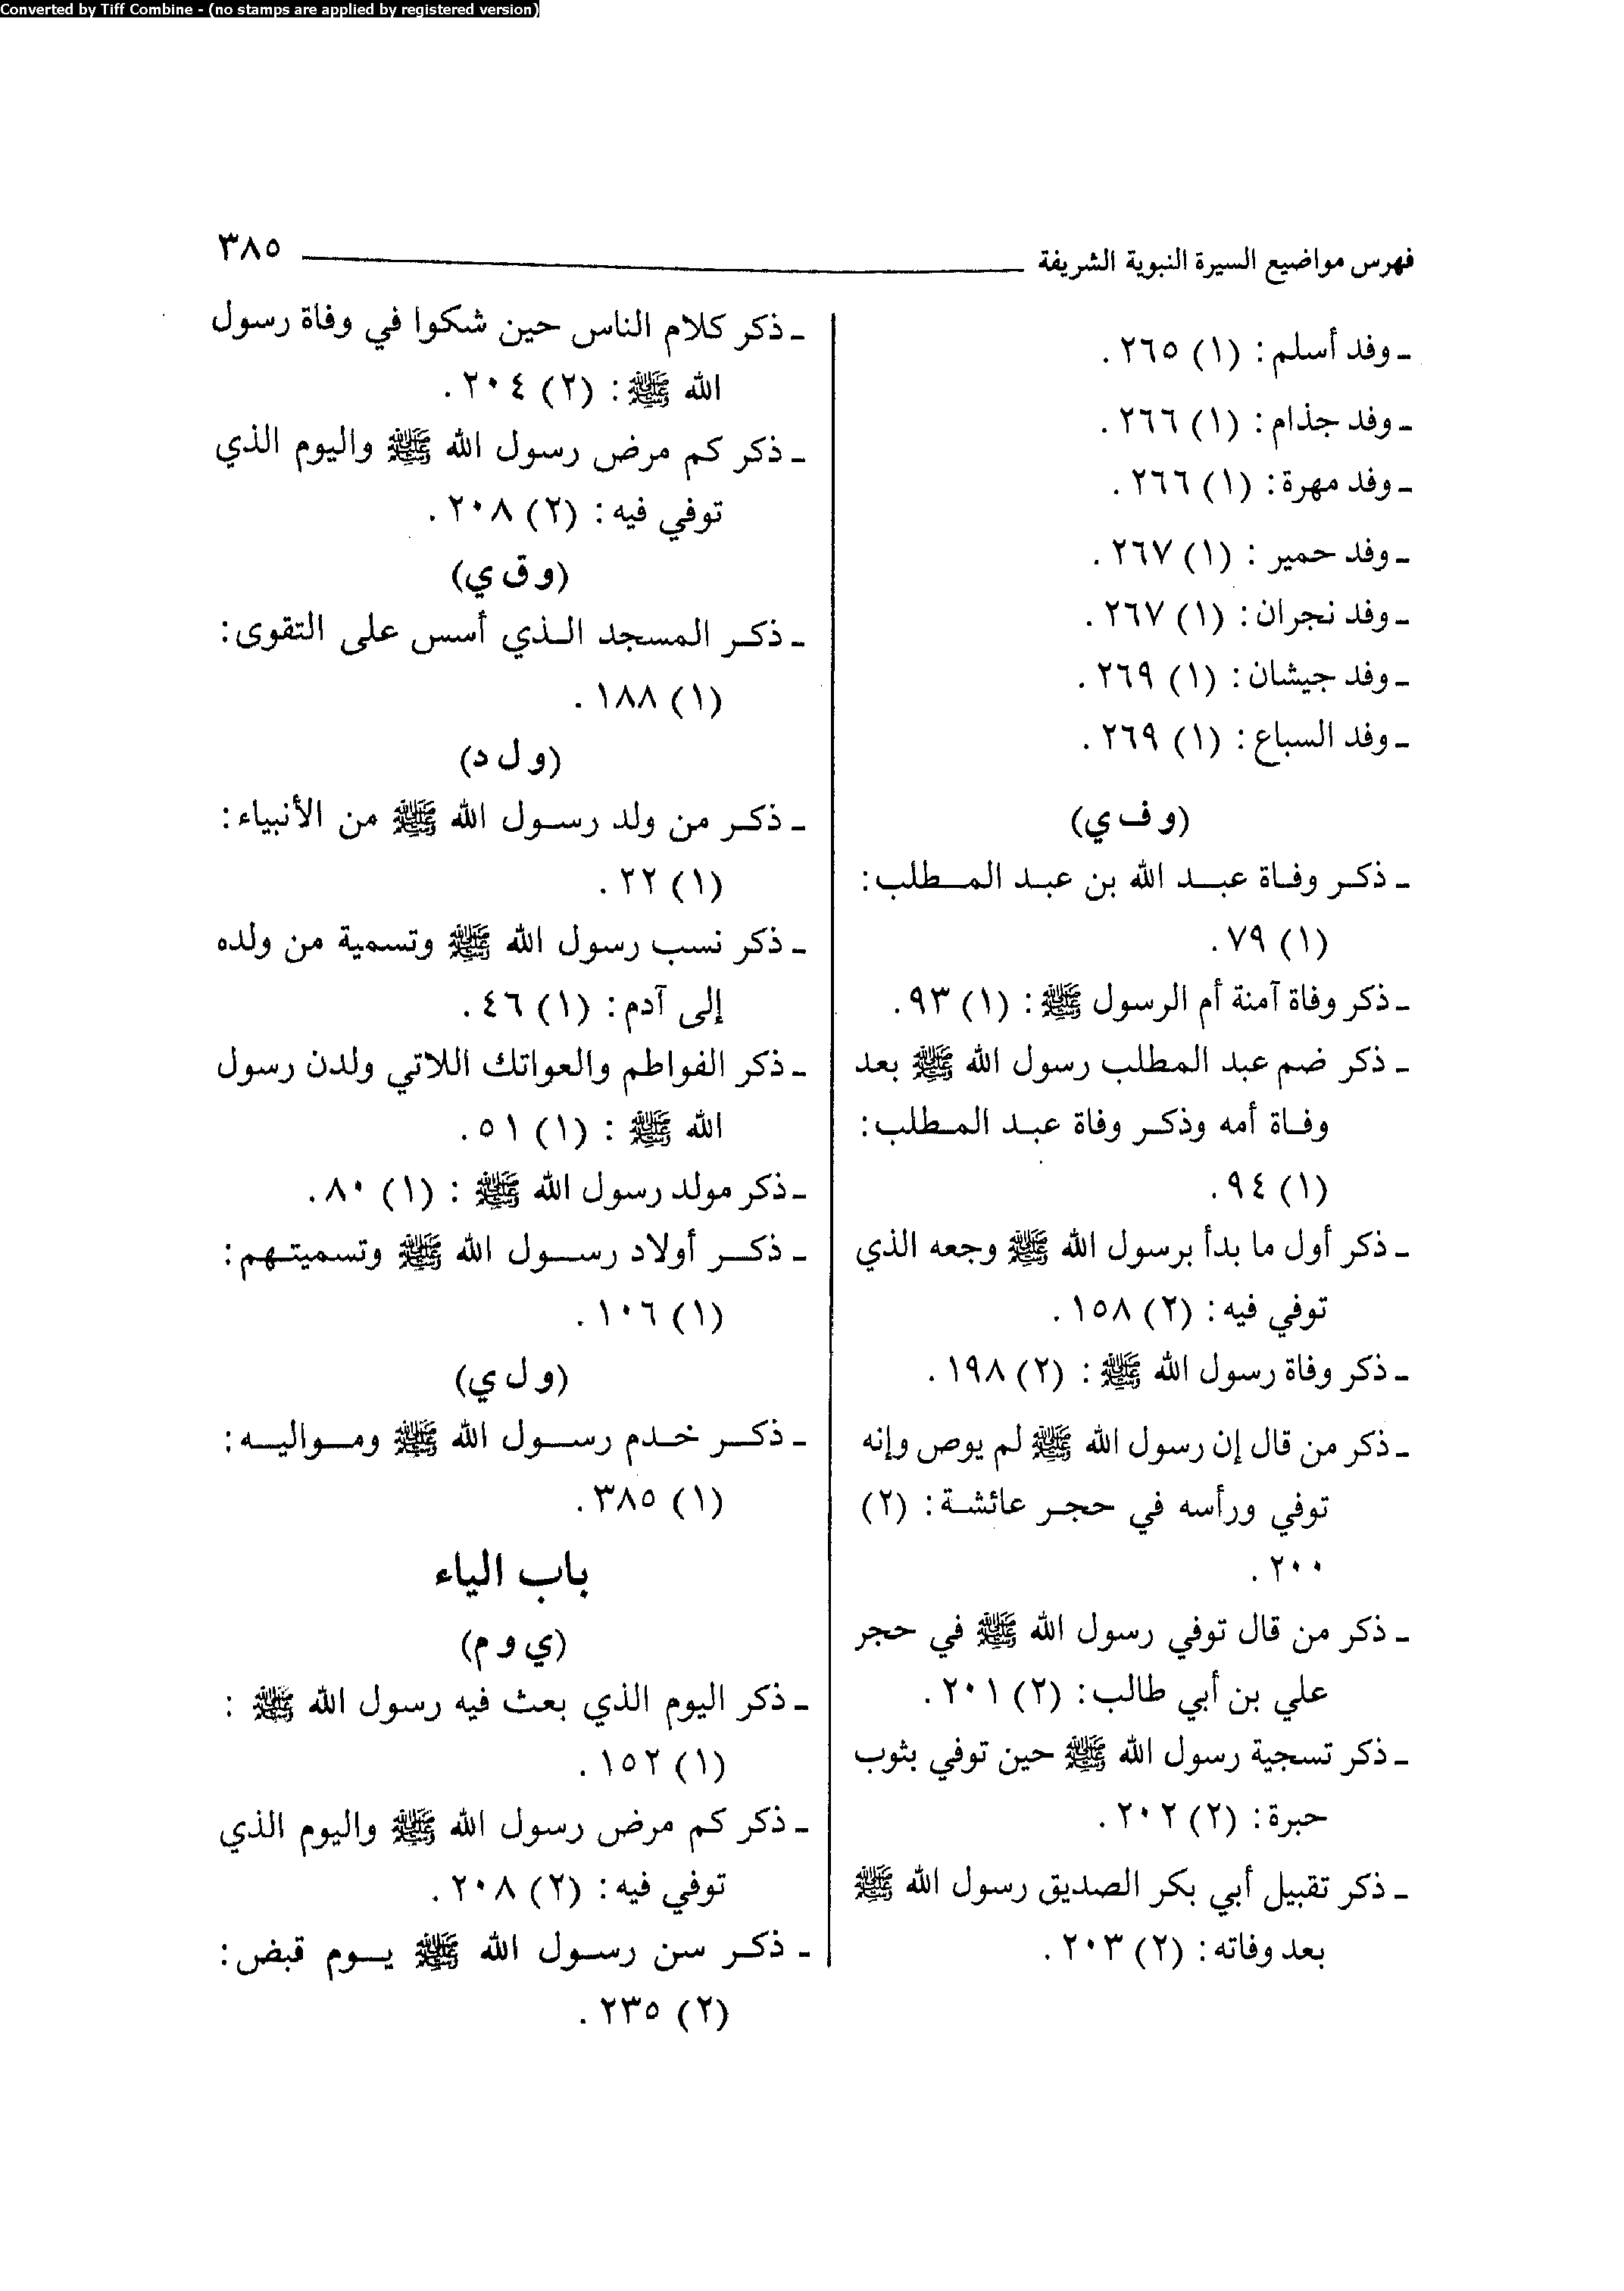 Converted by Tiff Combine - (no stamps are applied by registered version)
فهرس مواضيع السيرة النبوية الشريفة ٣٨٥
ـ وفد أسلم: (١) ٢٦٥.
ـ وفد جذام: (١) ٢٦٦.
ـ وفد مهرة: (١) ٢٦٦.
ـ وفد حمير: (١) ٢٦٧.
ـ وفد نجران: (١) ٢٦٧.
ـ وفد جيشان: (١) ٢٦٩.
ـ وفد السباع: (١) ٢٦٩.
(و ف ي)
ـ ذكر وفاة عبد الله بن عبد المطلب:
(١) ٧٩.
ـ ذكر وفاة آمنة أم الرسول ﷺ: (١) ٩٣.
ـ ذكر ضم عبد المطلب رسول الله ﷺ بعد
وفاة أمه وذكر وفاة عبد المطلب:
(١) ٩٤.
ـ ذكر أول ما بدأ برسول الله ﷺ وجعه الذي
توفي فيه: (٢) ١٥٨.
ـ ذكر وفاة رسول الله ﷺ: (٢) ١٩٨.
ـ ذكر من قال إن رسول الله ﷺ لم يوص وإنه
توفي ورأسه في حجر عائشة: (٢)
٢٠٠.
ـ ذكر من قال توفي رسول الله ﷺ في حجر
علي بن أبي طالب: (٢) ٢٠١.
ـ ذكر تسجية رسول الله ﷺ حين توفي بثوب
حبرة: (٢) ٢٠٢.
ـ ذكر تقبيل أبي بكر الصديق رسول الله ﷺ
بعد وفاته: (٢) ٢٠٣.
ـ ذكر كلام الناس حين شكوا في وفاة رسول
الله ﷺ: (٢) ٢٠٤.
ـ ذكر كم مرض رسول الله ﷺ واليوم الذي
توفي فيه: (٢) ٢٠٨.
(و ق ي)
ـ ذكر المسجد الذي أسس على التقوى:
(١) ١٨٨.
(و ل د)
ـ ذكر من ولد رسول الله ﷺ من الأنبياء:
(١) ٢٢.
ـ ذكر نسب رسول الله ﷺ وتسمية من ولده
إلى آدم: (١) ٤٦.
ـ ذكر الفواطم والعواتك اللاتي ولدن رسول
الله ﷺ: (١) ٥١.
ـ ذكر مولد رسول الله ﷺ: (١) ٨٠.
ـ ذكر أولاد رسول الله ﷺ وتسميتهم:
(١) ١٠٦.
(و ل ي)
ـ ذكر خدم رسول الله ﷺ ومواليه:
(١) ٣٨٥.
باب الياء
(ي و م)
ـ ذكر اليوم الذي بعث فيه رسول الله ﷺ:
(١) ١٥٢.
ـ ذكر كم مرض رسول الله ﷺ واليوم الذي
توفي فيه: (٢) ٢٠٨.
ـ ذكر سن رسول الله ﷺ يوم قبض:
(٢) ٢٣٥.